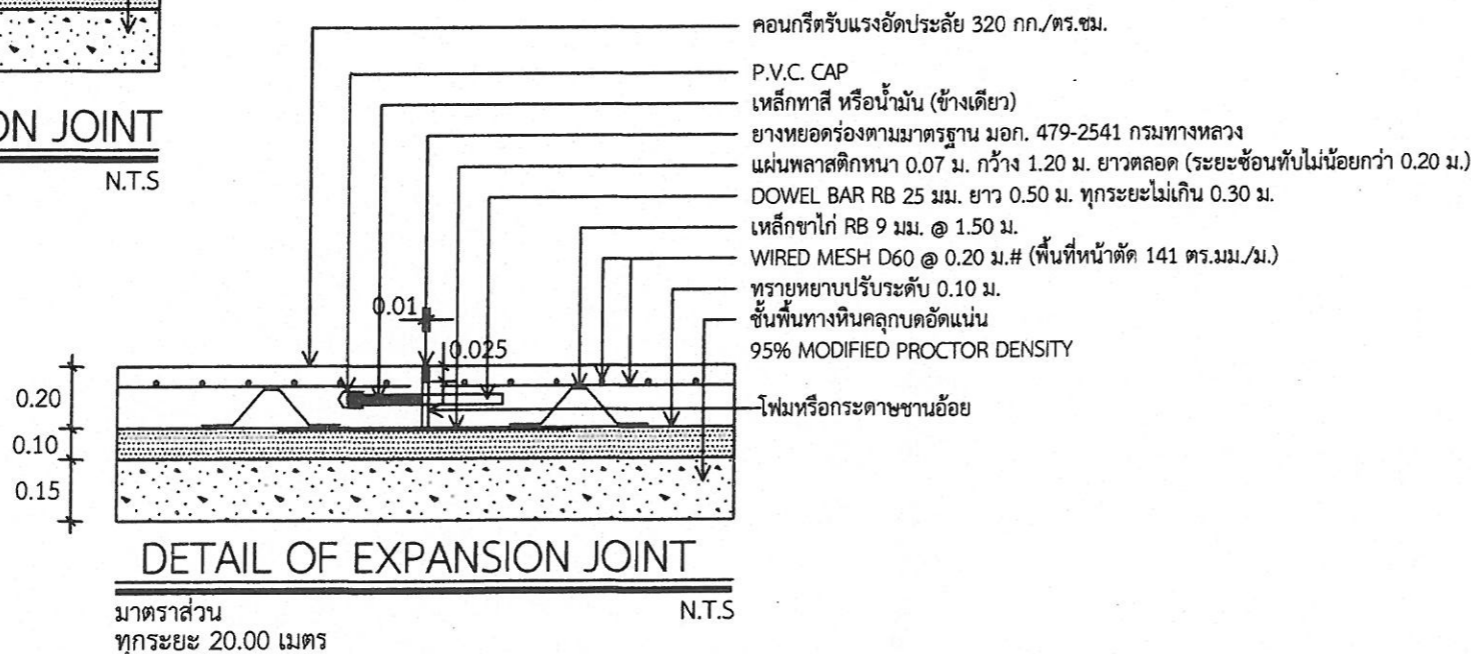 ON JOINT
N.T.S
คอนกรีตรับแรงอัดประลัย 320 กก./ตร.ซม.
P.V.C. CAP
เหล็กทาสี หรือน้ำมัน (ข้างเดียว)
ยางหยอดร่องตามมาตรฐาน มอก. 479-2541 กรมทางหลวง
แผ่นพลาสติกหนา 0.07 ม. กว้าง 1.20 ม. ยาวตลอด (ระยะซ้อนทับไม่น้อยกว่า 0.20 ม.)
DOWEL BAR RB 25 มม. ยาว 0.50 ม. ทุกระยะไม่เกิน 0.30 ม.
เหล็กขาไก่ RB 9 มม. @ 1.50 ม.
WIRED MESH D60 @ 0.20 ม.# (พื้นที่หน้าตัด 141 ตร.มม./ม.)
ทรายหยาบปรับระดับ 0.10 ม.
ชั้นพื้นทางหินคลุกบดอัดแน่น
95% MODIFIED PROCTOR DENSITY
0.01
0.025
โฟมหรือกระดาษชานอ้อย
0.20
0.10
0.15
DETAIL OF EXPANSION JOINT
มาตราส่วน N.T.S
ทุกระยะ 20.00 เมตร